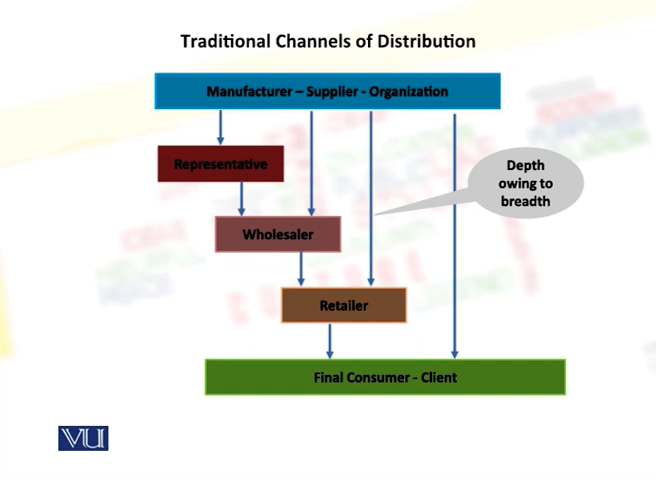 Traditional Channels of Distribution
Manufacturer – Supplier - Organization
Representative
Depth
owing to
breadth
Wholesaler
Retailer
Final Consumer - Client
VU